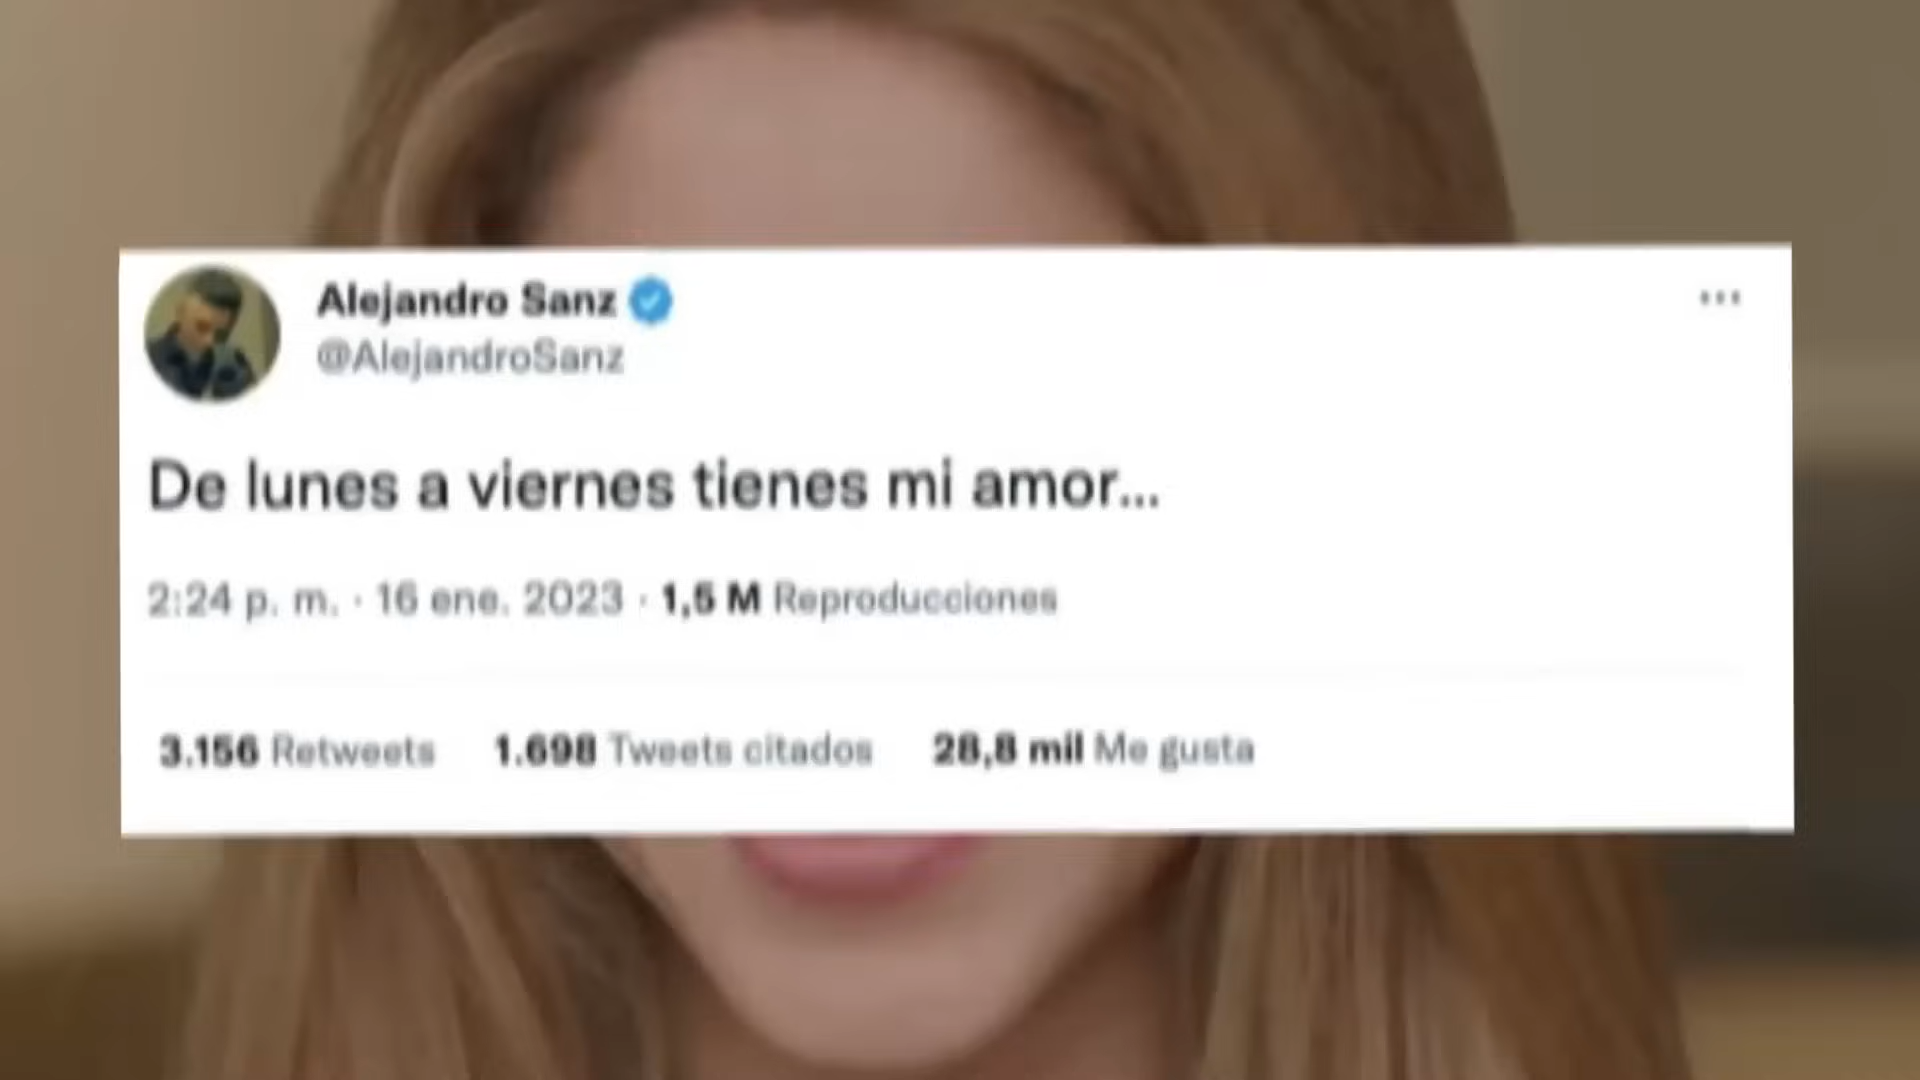 Alejandro Sanz
@AlejandroSanz
De lunes a viernes tienes mi amor...
2:24 p. m. · 16 ene. 2023 · 1,5 M Reproducciones
3.156 Retweets 1.698 Tweets citados 28,8 mil Me gusta